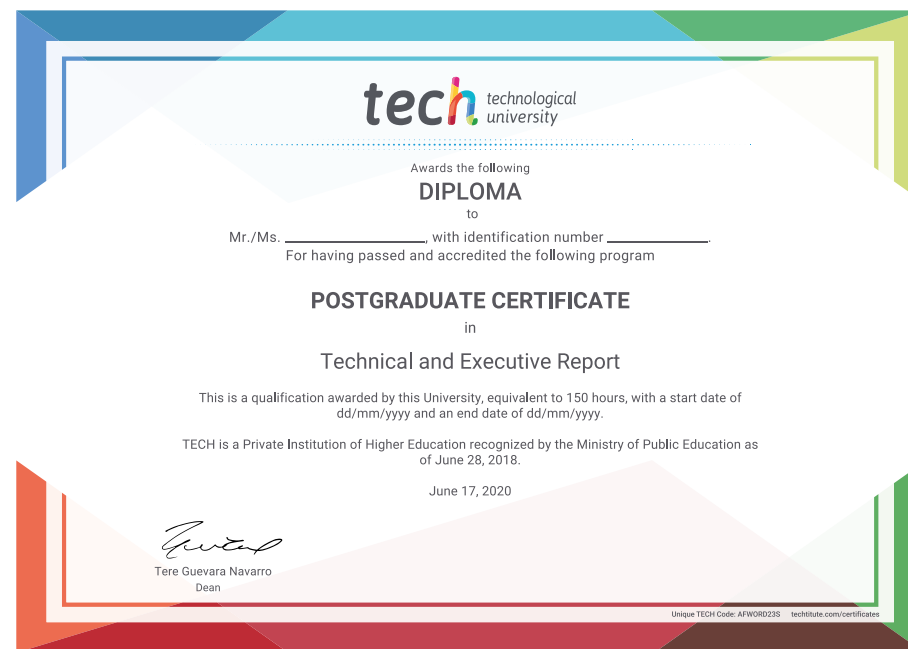 tech technological
university
Awards the following
DIPLOMA
to
Mr./Ms. ____________________, with identification number ______________.
For having passed and accredited the following program
POSTGRADUATE CERTIFICATE
in
Technical and Executive Report
This is a qualification awarded by this University, equivalent to 150 hours, with a start date of
dd/mm/yyyy and an end date of dd/mm/yyyy.
TECH is a Private Institution of Higher Education recognized by the Ministry of Public Education as
of June 28, 2018.
June 17, 2020
Tere Guevara Navarro
Dean
Unique TECH Code: AFWORD23S techtitute.com/certificates